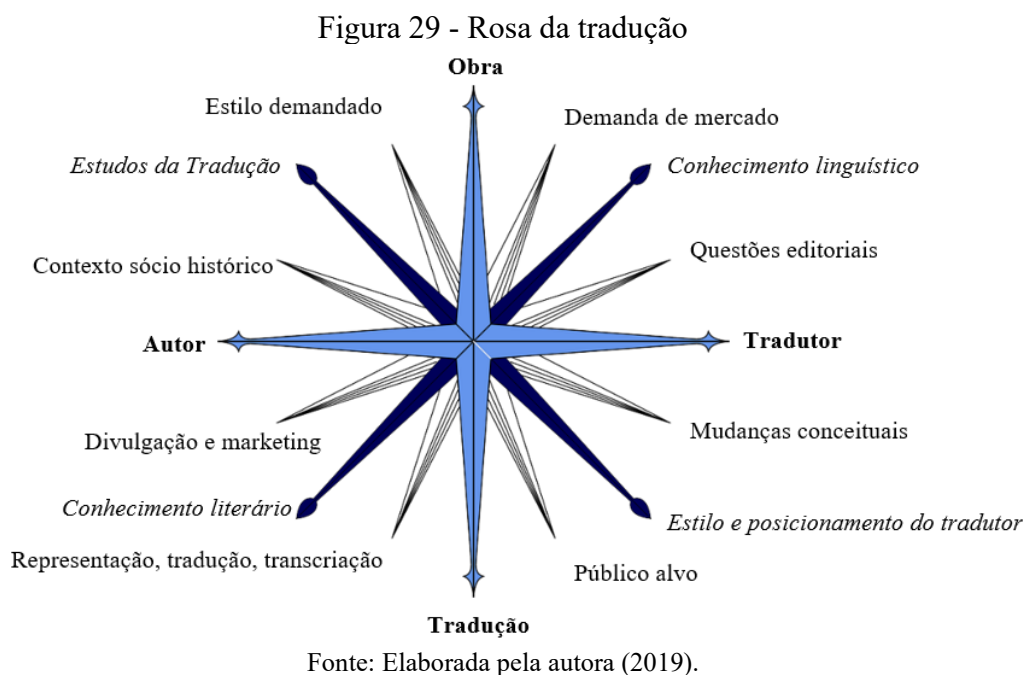 Figura 29 - Rosa da tradução
Obra
Estilo demandado
Demanda de mercado
Estudos da Tradução
Conhecimento linguístico
Questões editoriais
Contexto sócio histórico
Autor
Tradutor
Divulgação e marketing
Mudanças conceituais
Conhecimento literário
Estilo e posicionamento do tradutor
Representação, tradução, transcriação
Público alvo
Tradução
Fonte: Elaborada pela autora (2019).